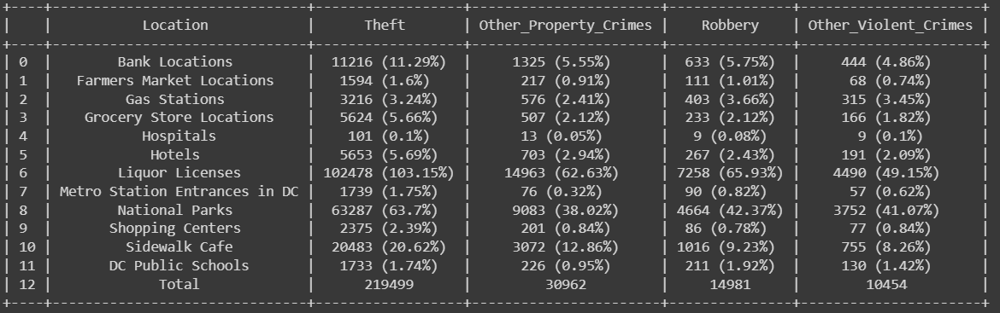 +----+------------------------------+------------------+-----------------------+---------------+-----------------------+
|    |           Location           |      Theft       | Other_Property_Crimes |    Robbery    | Other_Violent_Crimes |
+----+------------------------------+------------------+-----------------------+---------------+-----------------------+
| 0  |        Bank Locations        |  11216 (11.29%)  |     1325 (5.55%)      |  633 (5.75%)  |     444 (4.86%)      |
| 1  |   Farmers Market Locations   |   1594 (1.6%)    |      217 (0.91%)      |  111 (1.01%)  |      68 (0.74%)      |
| 2  |         Gas Stations         |   3216 (3.24%)   |      576 (2.41%)      |  403 (3.66%)  |     315 (3.45%)      |
| 3  |   Grocery Store Locations    |   5624 (5.66%)   |      507 (2.12%)      |  233 (2.12%)  |     166 (1.82%)      |
| 4  |          Hospitals           |    101 (0.1%)    |      13 (0.05%)       |   9 (0.08%)   |       9 (0.1%)       |
| 5  |            Hotels            |   5653 (5.69%)   |      703 (2.94%)      |  267 (2.43%)  |     191 (2.09%)      |
| 6  |       Liquor Licenses        | 102478 (103.15%) |    14963 (62.63%)     | 7258 (65.93%) |    4490 (49.15%)     |
| 7  | Metro Station Entrances in DC |   1739 (1.75%)   |      76 (0.32%)       |  90 (0.82%)   |      57 (0.62%)      |
| 8  |        National Parks        |  63287 (63.7%)   |     9083 (38.02%)     | 4664 (42.37%) |    3752 (41.07%)     |
| 9  |       Shopping Centers       |   2375 (2.39%)   |      201 (0.84%)      |  86 (0.78%)   |      77 (0.84%)      |
| 10 |        Sidewalk Cafe         |  20483 (20.62%)  |     3072 (12.86%)     | 1016 (9.23%)  |     755 (8.26%)      |
| 11 |      DC Public Schools       |   1733 (1.74%)   |      226 (0.95%)      |  211 (1.92%)  |     130 (1.42%)      |
| 12 |            Total             |      219499      |         30962         |     14981     |        10454         |
+----+------------------------------+------------------+-----------------------+---------------+-----------------------+